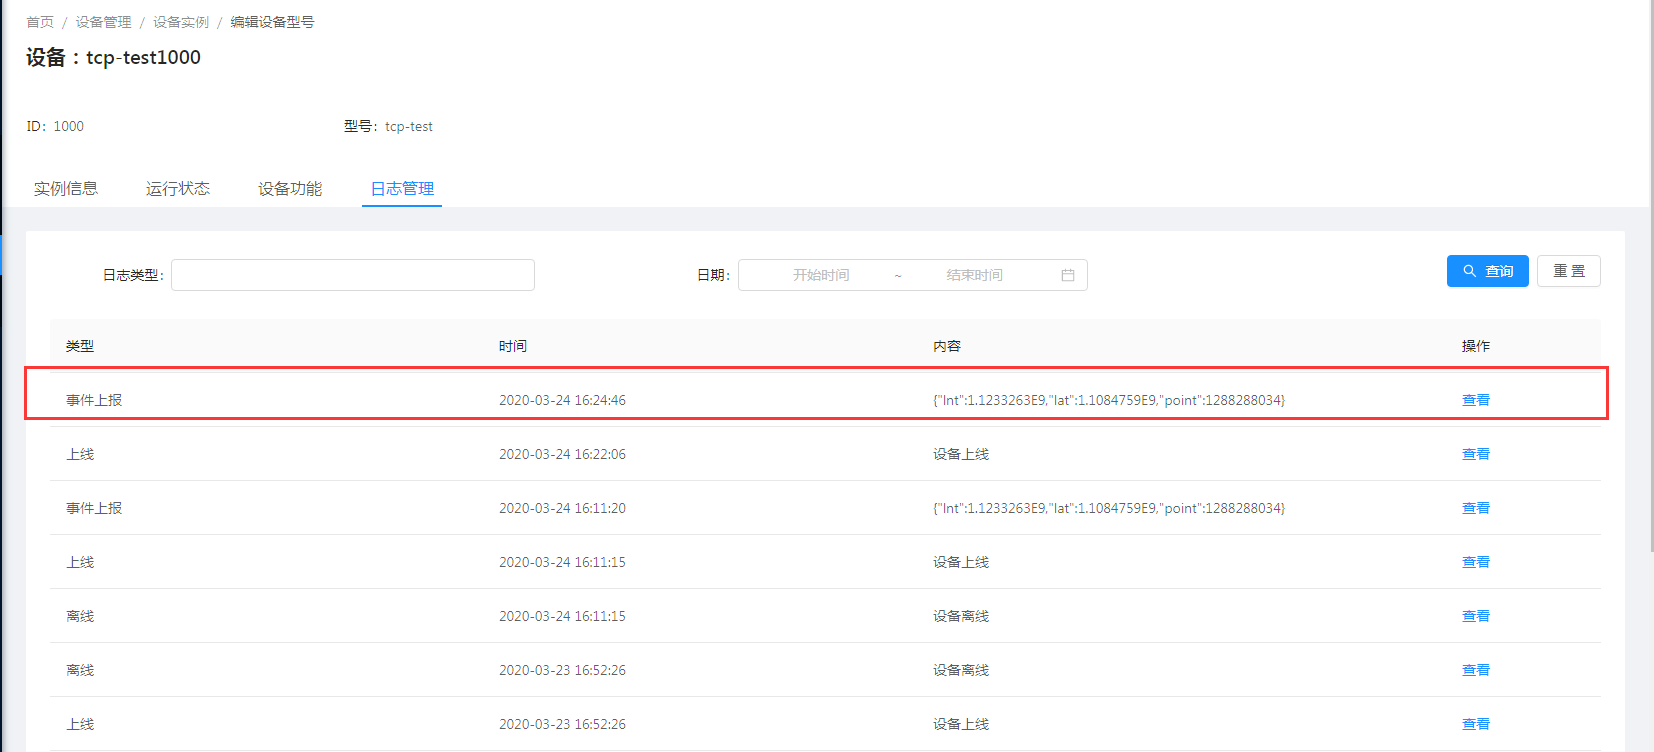 首页 / 设备管理 / 设备实例 / 编辑设备型号
设备：tcp-test1000
ID: 1000 型号: tcp-test
实例信息 运行状态 设备功能 日志管理
日志类型: 日期: 开始时间 ~ 结束时间 查询 重 置
类型 时间 内容 操作
事件上报 2020-03-24 16:24:46 {"lnt":1.1233263E9,"lat":1.1084759E9,"point":1288288034} 查看
上线 2020-03-24 16:22:06 设备上线 查看
事件上报 2020-03-24 16:11:20 {"lnt":1.1233263E9,"lat":1.1084759E9,"point":1288288034} 查看
上线 2020-03-24 16:11:15 设备上线 查看
离线 2020-03-24 16:11:15 设备离线 查看
离线 2020-03-23 16:52:26 设备离线 查看
上线 2020-03-23 16:52:26 设备上线 查看